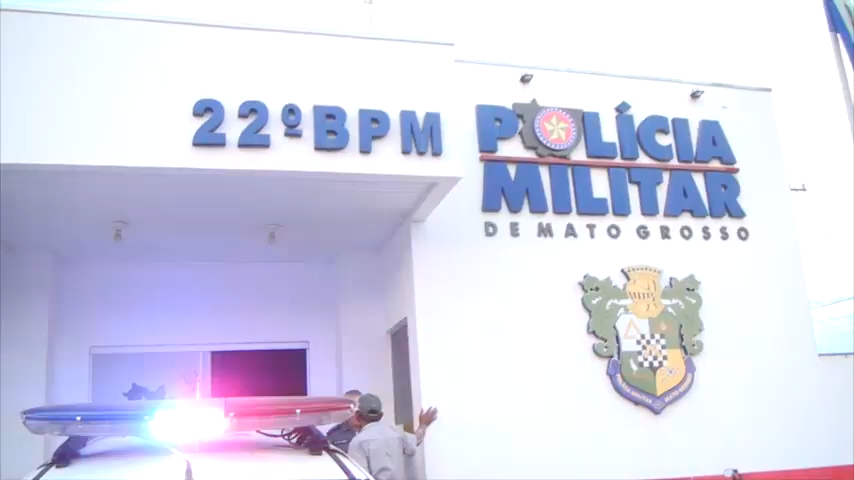 22º BPM
POLÍCIA
MILITAR
DE MATO GROSSO